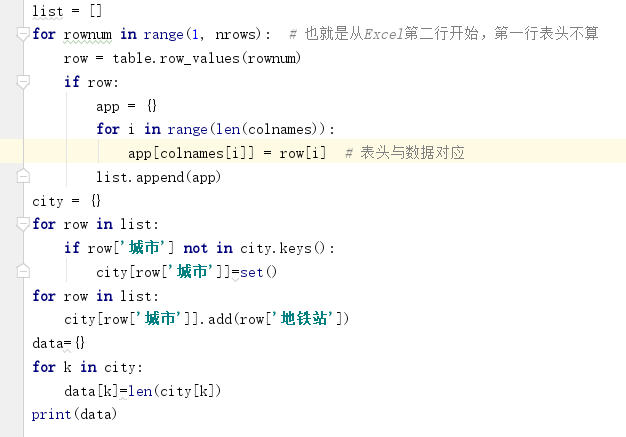 list = []
for rownum in range(1, nrows):  # 也就是从Excel第二行开始，第一行表头不算
    row = table.row_values(rownum)
    if row:
        app = {}
        for i in range(len(colnames)):
            app[colnames[i]] = row[i]  # 表头与数据对应
        list.append(app)
city = {}
for row in list:
    if row['城市'] not in city.keys():
        city[row['城市']]=set()
for row in list:
    city[row['城市']].add(row['地铁站'])
data={}
for k in city:
    data[k]=len(city[k])
print(data)